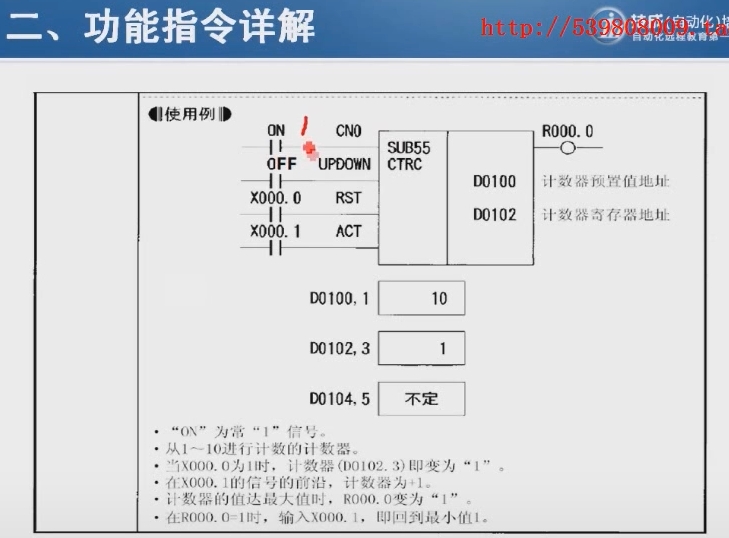 二、功能指令详解
http://539808009.ta
(自动化)培
自动化远程教育第一
使用例
ON CN0
OFF UPDOWN
X000.0 RST
X000.1 ACT
SUB55
CTRC
R000.0
D0100 计数器预置值地址
D0102 计数器寄存器地址
D0100,1 10
D0102,3 1
D0104,5 不定
·“ON”为常“1”信号。
·从1～10进行计数的计数器。
·当X000.0为1时，计数器(D0102.3)即变为“1”。
·在X000.1的信号的前沿，计数器为+1。
·计数器的值达最大值时，R000.0变为“1”。
·在R000.0=1时，输入X000.1，即回到最小值1。